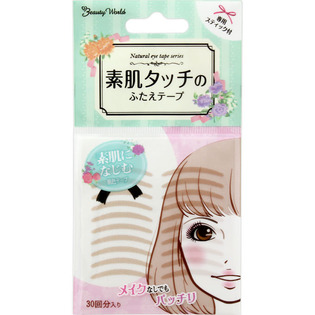 Beauty World
専用
スティック付
Natural eye tape series
素肌タッチの
ふたえテープ
素肌に
なじむ
メイクなしでも
パッチリ
30回分入り